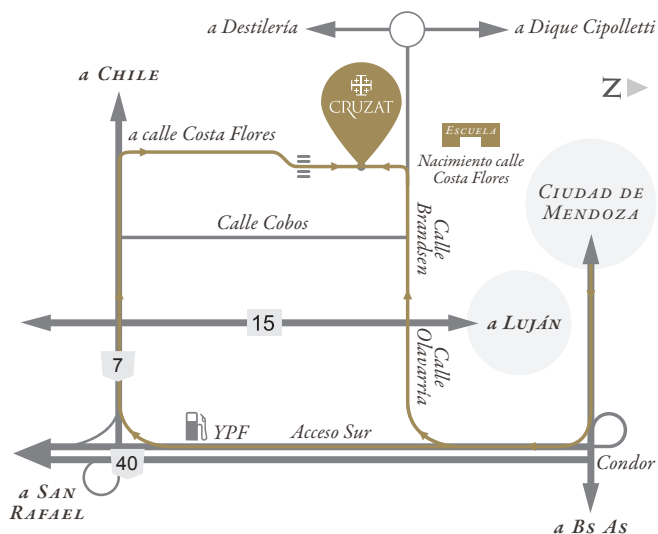 a Destilería
a Dique Cipolletti
a CHILE
N
CRUZAT
a calle Costa Flores
ESCUELA
Nacimiento calle
Costa Flores
CIUDAD DE
MENDOZA
Calle Cobos
Calle
Brandsen
15
a LUJÁN
Calle
Olavarría
7
YPF
Acceso Sur
40
Condor
a SAN
RAFAEL
a Bs As